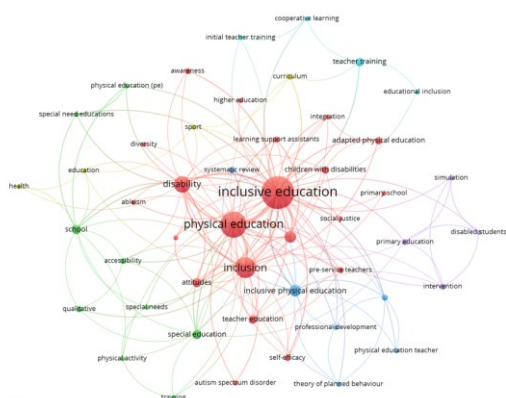 cooperative learning
initial teacher training
teacher training
awareness
curriculum
physical education (pe)
educational inclusion
higher education
special need educations
integration
sport
learning support assistants
adapted physical education
diversity
education
systematic review
children with disabilities
simulation
health
disability
inclusive education
primary school
abieism
social justice
physical education
school
disabled students
primary education
accessibility
inclusion
pre-service teachers
attitudes
intervention
inclusive physical education
qualitative
special needs
teacher education
professional development
special education
physical education teacher
physical activity
self-efficacy
autism spectrum disorder
theory of planned behaviour
training